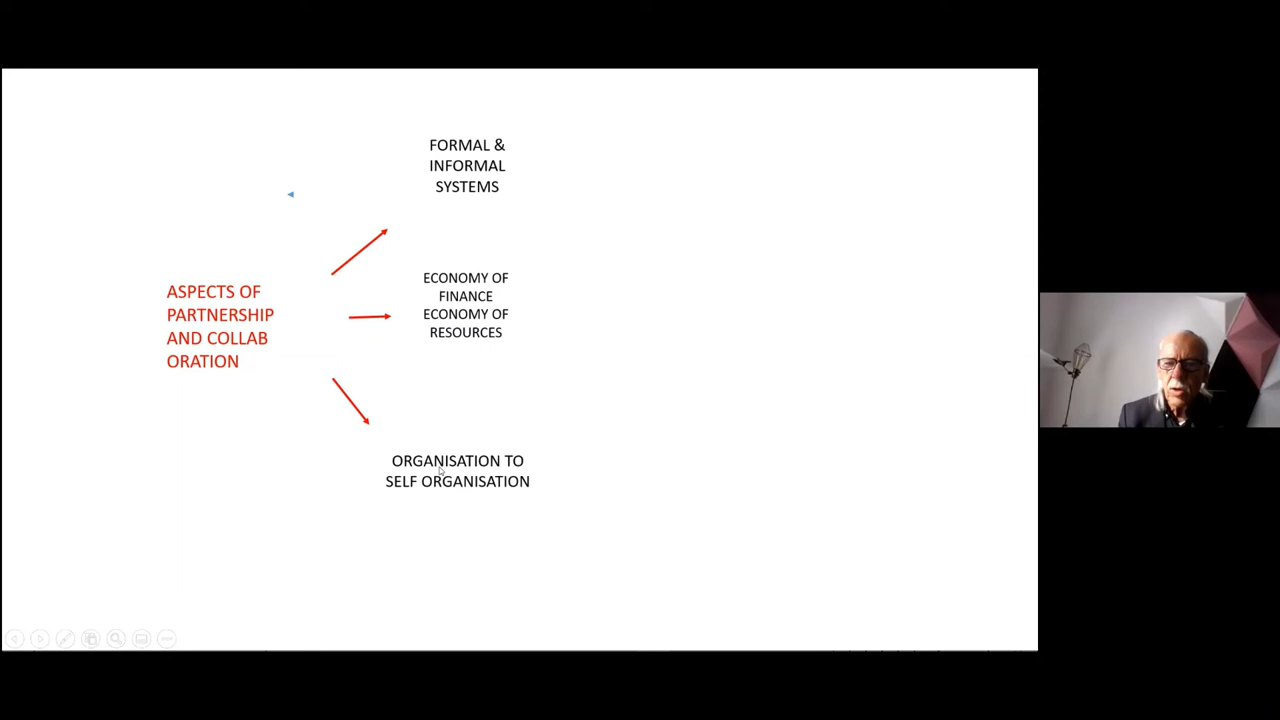 FORMAL &
INFORMAL
SYSTEMS
ASPECTS OF
PARTNERSHIP
AND COLLAB
ORATION
ECONOMY OF
FINANCE
ECONOMY OF
RESOURCES
ORGANISATION TO
SELF ORGANISATION